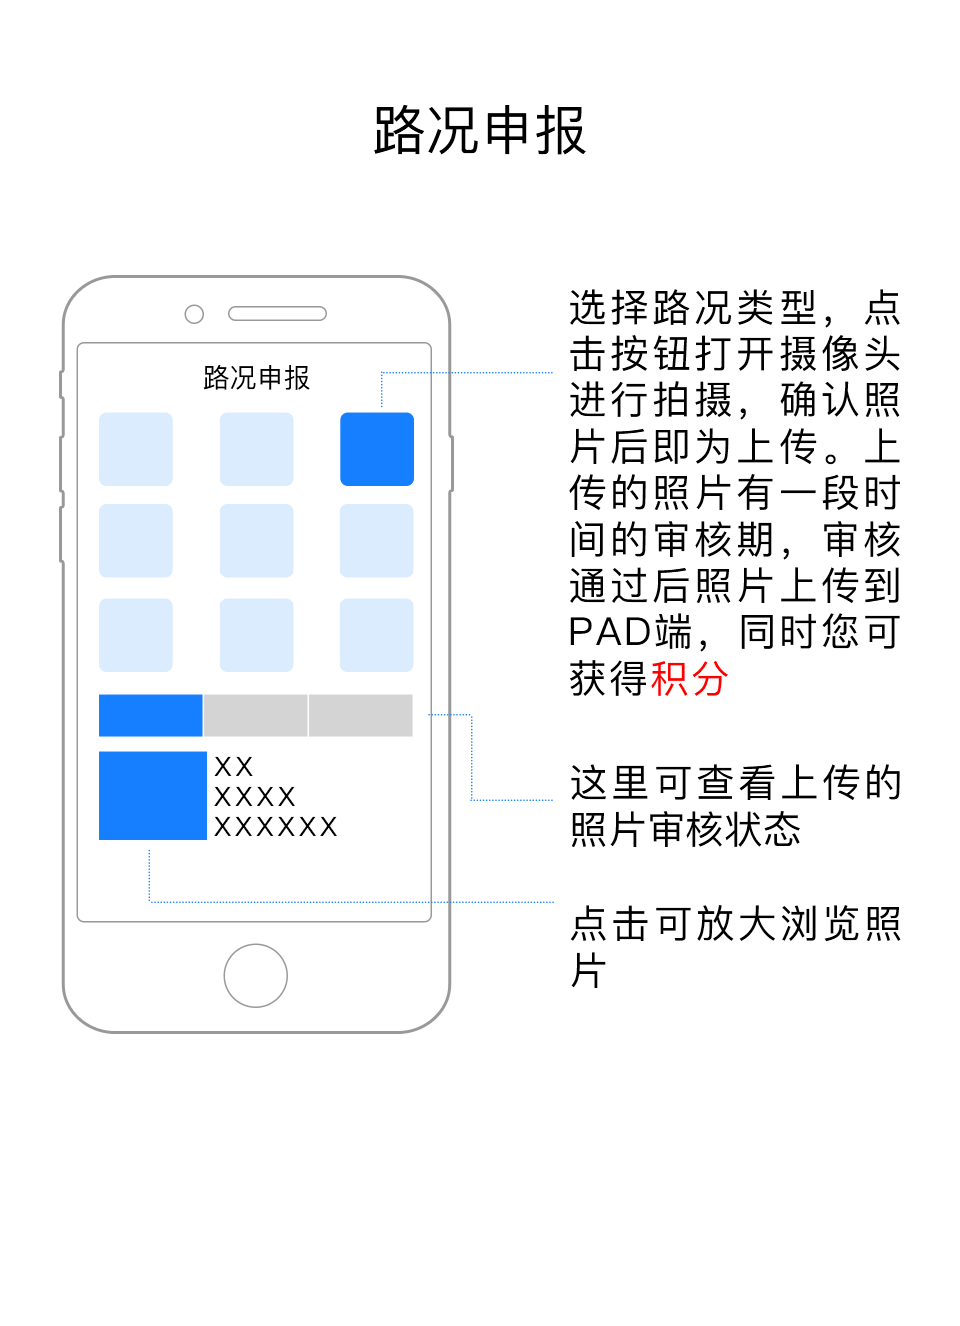 路况申报
路况申报
XX
XXXX
XXXXXX
选择路况类型，点
击按钮打开摄像头
进行拍摄，确认照
片后即为上传。上
传的照片有一段时
间的审核期，审核
通过后照片上传到
PAD端，同时您可
获得积分
这里可查看上传的
照片审核状态
点击可放大浏览照
片